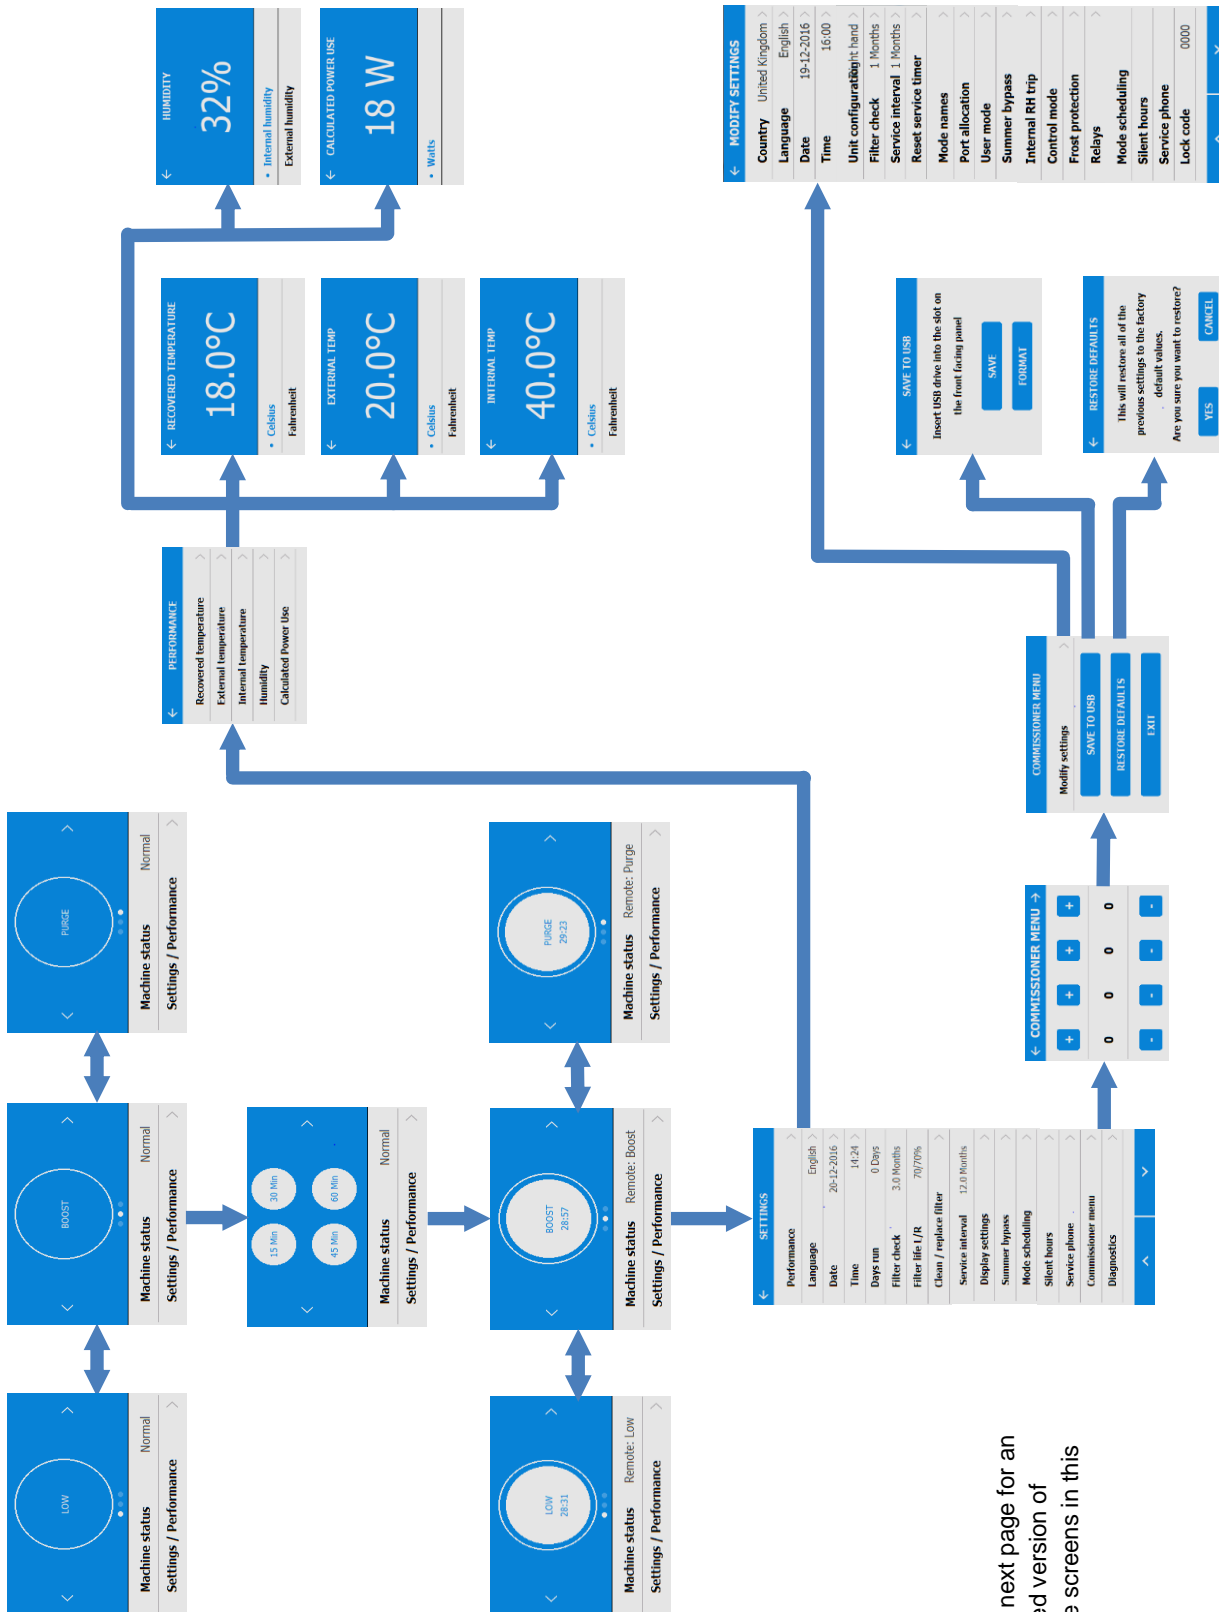 LOW
Machine status Normal
Settings / Performance
BOOST
Machine status Normal
Settings / Performance
PURGE
Machine status Normal
Settings / Performance
15 Min 30 Min
45 Min 60 Min
Machine status Normal
Settings / Performance
LOW
28:31
Machine status Remote: Low
Settings / Performance
BOOST
28:57
Machine status Remote: Boost
Settings / Performance
PURGE
29:23
Machine status Remote: Purge
Settings / Performance
SETTINGS
Performance
Language English
Date 20-12-2016
Time 14:24
Days run 0 Days
Filter check 3.0 Months
Filter life L/R 70/70%
Clean / replace filter
Service interval 12.0 Months
Display settings
Summer bypass
Mode scheduling
Silent hours
Service phone
Commissioner menu
Diagnostics
PERFORMANCE
Recovered temperature
External temperature
Internal temperature
Humidity
Calculated Power Use
RECOVERED TEMPERATURE
18.0°C
• Celsius
Fahrenheit
EXTERNAL TEMP
20.0°C
• Celsius
Fahrenheit
INTERNAL TEMP
40.0°C
• Celsius
Fahrenheit
HUMIDITY
32%
• Internal humidity
External humidity
CALCULATED POWER USE
18 W
• Watts
COMMISSIONER MENU
+ + + +
0 0 0 0
- - - -
COMMISSIONER MENU
Modify settings
SAVE TO USB
RESTORE DEFAULTS
EXIT
SAVE TO USB
Insert USB drive into the slot on
the front facing panel
SAVE
FORMAT
RESTORE DEFAULTS
This will restore all of the
previous settings to the factory
default values.
Are you sure you want to restore?
YES CANCEL
MODIFY SETTINGS
Country United Kingdom
Language English
Date 19-12-2016
Time 16:00
Unit configuration ht hand
Filter check 1 Months
Service interval 1 Months
Reset service timer
Mode names
Port allocation
User mode
Summer bypass
Internal RH trip
Control mode
Frost protection
Relays
Mode scheduling
Silent hours
Service phone
Lock code 0000
next page for an
ed version of
e screens in this